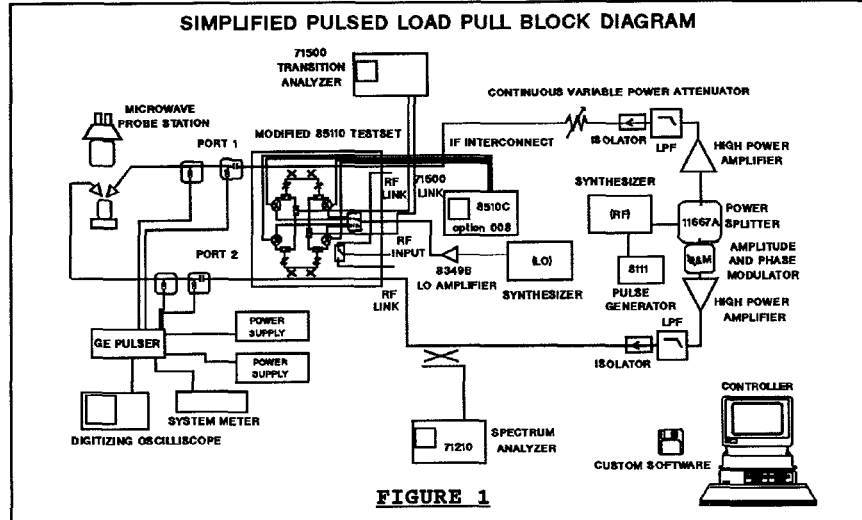 SIMPLIFIED PULSED LOAD PULL BLOCK DIAGRAM
71500
TRANSITION
ANALYZER
CONTINUOUS VARIABLE POWER ATTENUATOR
MICROWAVE
PROBE STATION
PORT 1
MODIFIED 85110 TESTSET
IF INTERCONNECT
ISOLATOR
LPF
HIGH POWER
AMPLIFIER
RF
LINK
71500
LINK
8510C
option 008
SYNTHESIZER
(RF)
11667A
POWER
SPLITTER
AMPLITUDE
AND PHASE
MODULATOR
8111
PULSE
GENERATOR
PORT 2
RF
INPUT
8349B
LO AMPLIFIER
(LO)
SYNTHESIZER
RF
LINK
HIGH POWER
AMPLIFIER
LPF
ISOLATOR
GE PULSER
POWER
SUPPLY
POWER
SUPPLY
SYSTEM METER
DIGITIZING OSCILLISCOPE
71210
SPECTRUM
ANALYZER
CONTROLLER
CUSTOM SOFTWARE
FIGURE 1